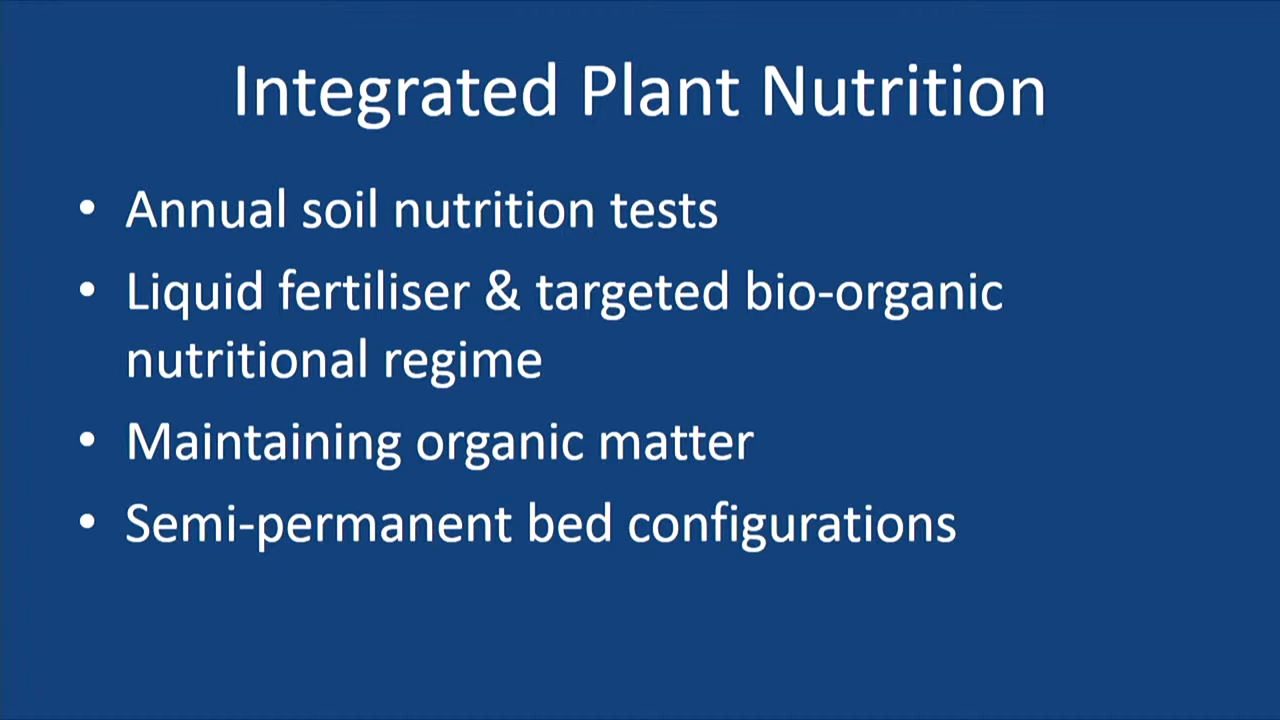 Integrated Plant Nutrition
• Annual soil nutrition tests
• Liquid fertiliser & targeted bio-organic
nutritional regime
• Maintaining organic matter
• Semi-permanent bed configurations